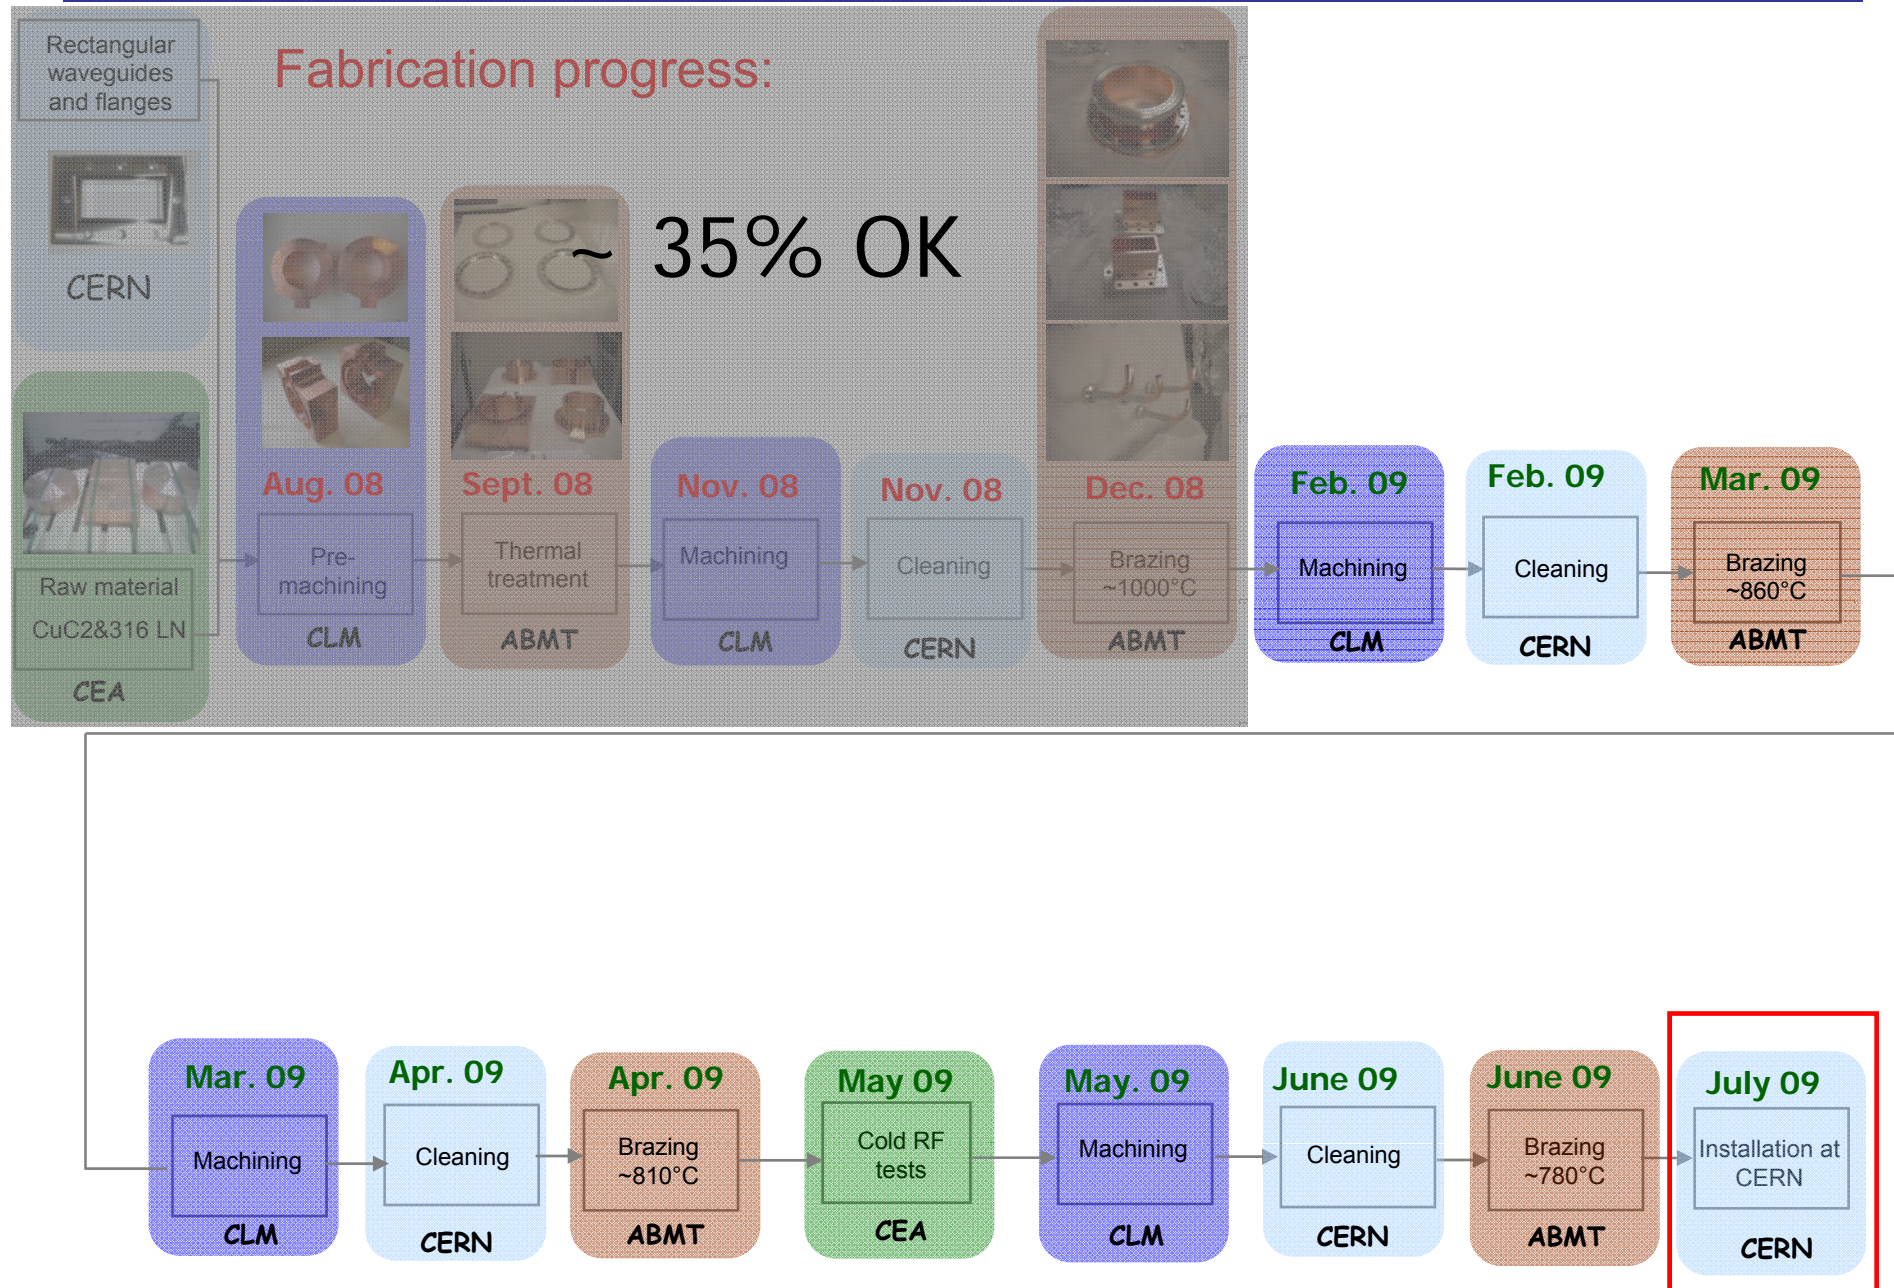 Fabrication progress:
Rectangular
waveguides
and flanges
CERN
~ 35% OK
Raw material
CuC2&316 LN
CEA
Aug. 08
Pre-
machining
CLM
Sept. 08
Thermal
treatment
ABMT
Nov. 08
Machining
CLM
Nov. 08
Cleaning
CERN
Dec. 08
Brazing
~1000°C
ABMT
Feb. 09
Machining
CLM
Feb. 09
Cleaning
CERN
Mar. 09
Brazing
~860°C
ABMT
Mar. 09
Machining
CLM
Apr. 09
Cleaning
CERN
Apr. 09
Brazing
~810°C
ABMT
May 09
Cold RF
tests
CEA
May. 09
Machining
CLM
June 09
Cleaning
CERN
June 09
Brazing
~780°C
ABMT
July 09
Installation at
CERN
CERN